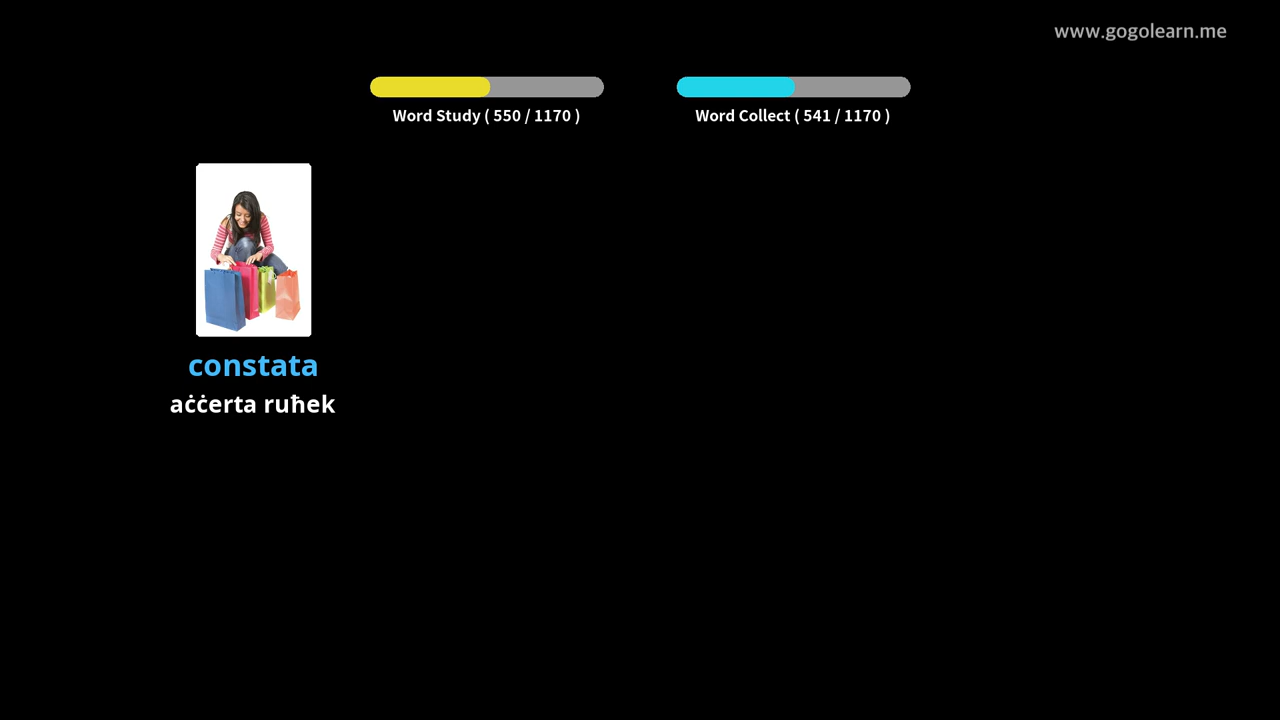 www.gogolearn.me
Word Study ( 550 / 1170 )
Word Collect ( 541 / 1170 )
constata
aċċerta ruħek